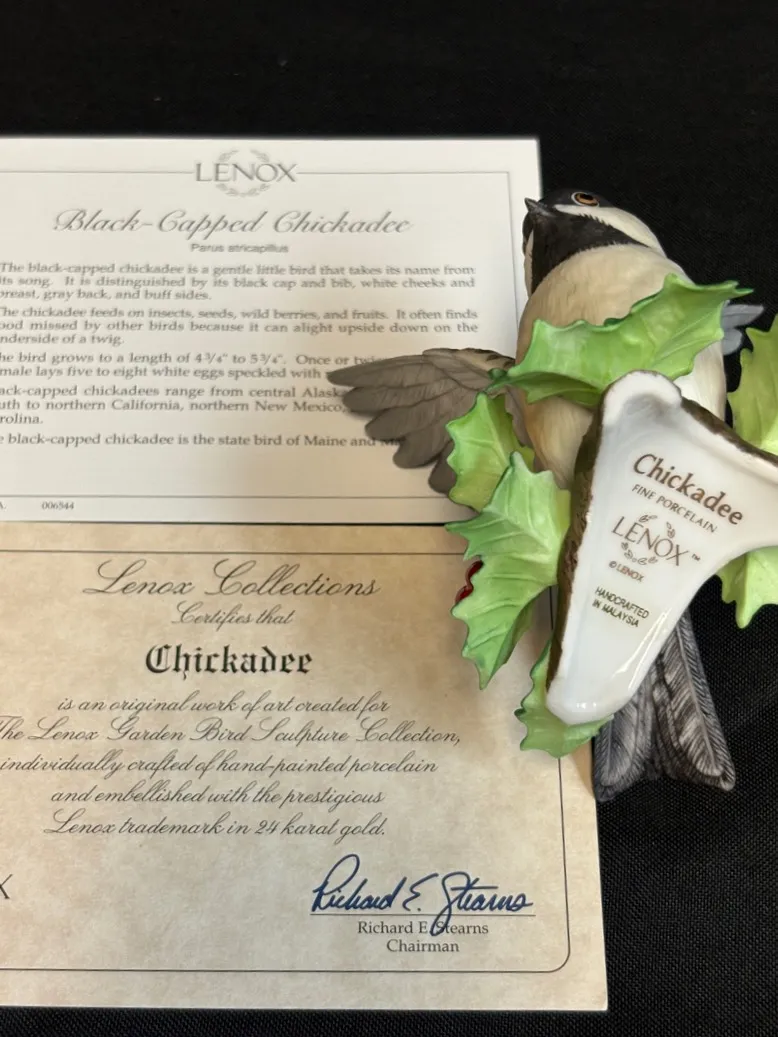 LENOX
Black-Capped Chickadee
Parus atricapillus
The black-capped chickadee is a gentle little bird that takes its name from
its song. It is distinguished by its black cap and bib, white cheeks and
breast, gray back, and buff sides.
The chickadee feeds on insects, seeds, wild berries, and fruits. It often finds
ood missed by other birds because it can alight upside down on the
nderside of a twig.
he bird grows to a length of 4 3/4" to 5 3/4". Once or
male lays five to eight white eggs speckled with
ack-capped chickadees range from central Alaska
uth to northern California, northern New Mexico,
rolina.
e black-capped chickadee is the state bird of Maine and
A. 006544
Lenox Collections
Certifies that
Chickadee
is an original work of art created for
The Lenox Garden Bird Sculpture Collection,
individually crafted of hand-painted porcelain
and embellished with the prestigious
Lenox trademark in 24 karat gold.
X
Richard E. Stearns
Richard E. Stearns
Chairman
Chickadee
FINE PORCELAIN
LENOX™
©LENOX
HANDCRAFTED
IN MALAYSIA